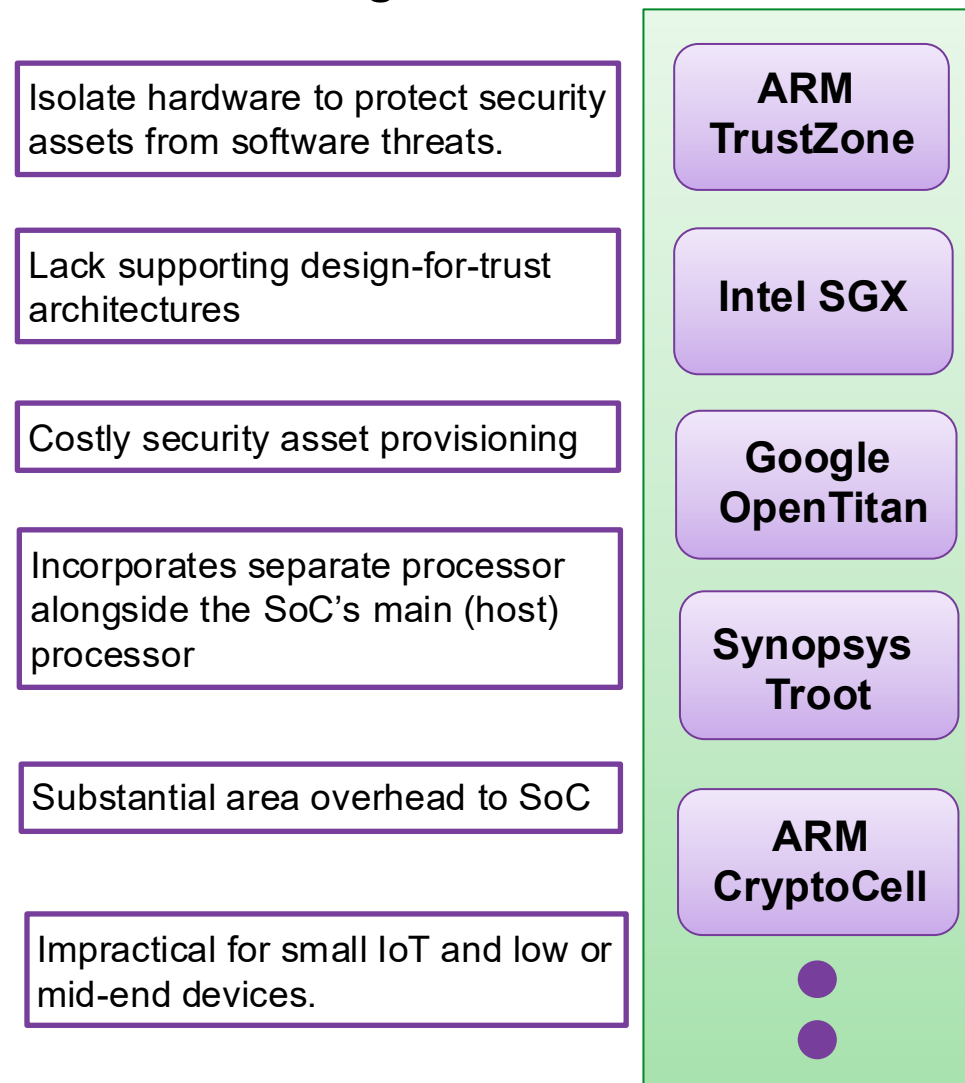 Isolate hardware to protect security
assets from software threats.
Lack supporting design-for-trust
architectures
Costly security asset provisioning
Incorporates separate processor
alongside the SoC's main (host)
processor
Substantial area overhead to SoC
Impractical for small IoT and low or
mid-end devices.
ARM
TrustZone
Intel SGX
Google
OpenTitan
Synopsys
Troot
ARM
CryptoCell